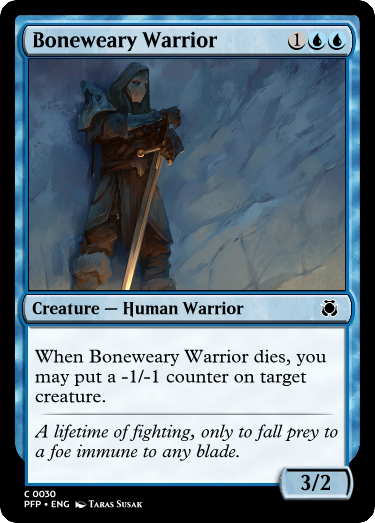 Boneweary Warrior 1
Creature — Human Warrior
When Boneweary Warrior dies, you
may put a -1/-1 counter on target
creature.
A lifetime of fighting, only to fall prey to
a foe immune to any blade.
3/2
C 0030
PFP • ENG Taras Susak